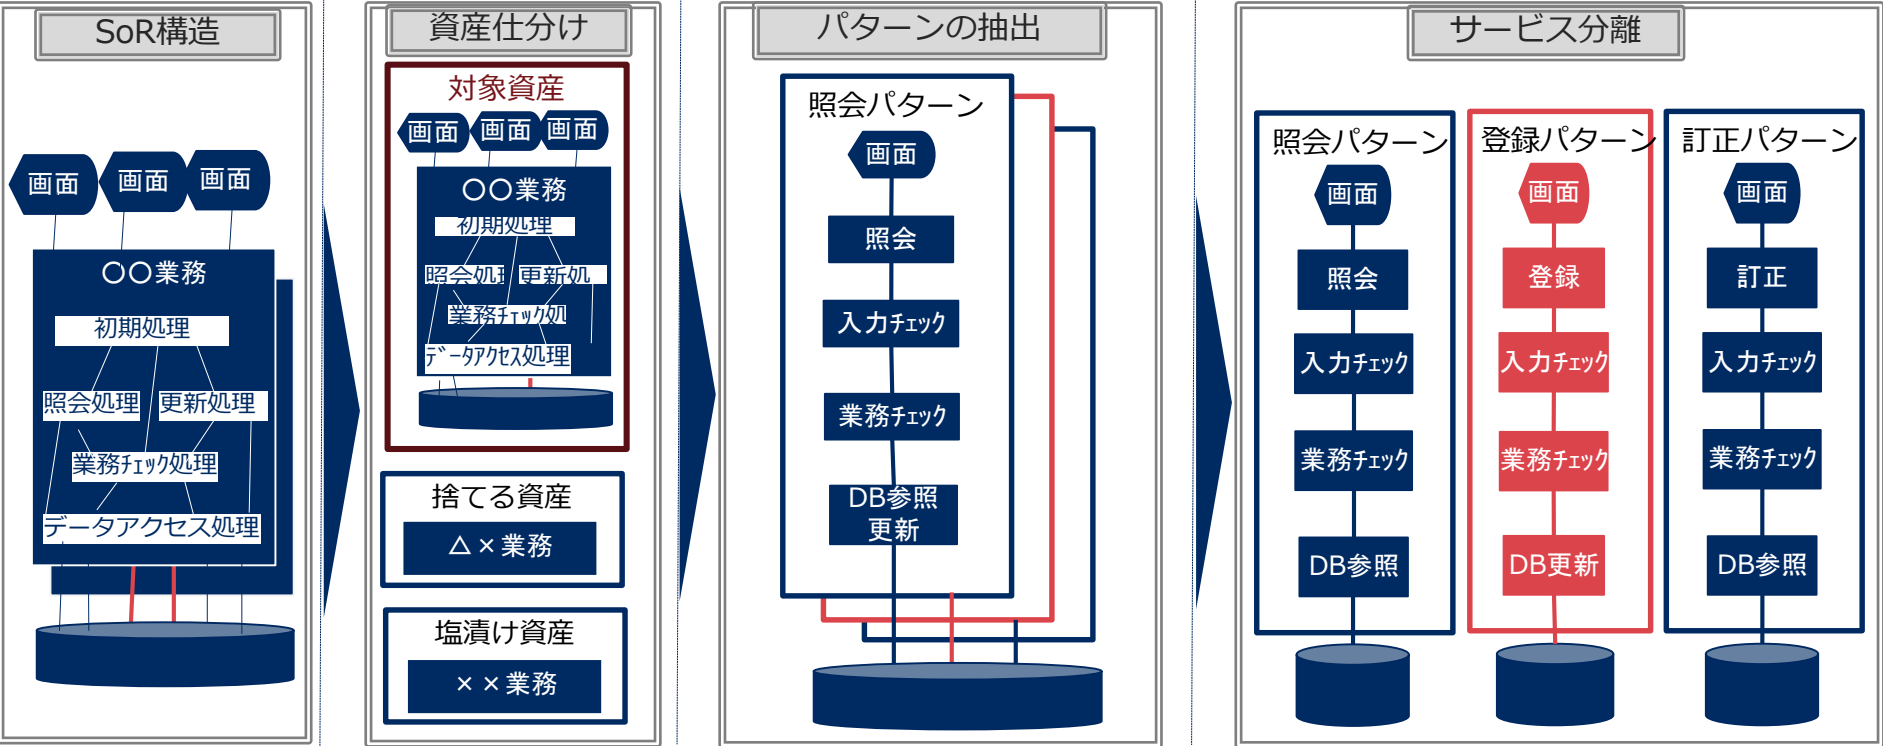 SoR構造
画面
画面
画面
〇〇業務
初期処理
照会処理
更新処理
業務チェック処理
データアクセス処理
資産仕分け
対象資産
画面
画面
画面
〇〇業務
初期処理
照会処理
更新処
業務チェック処
データアクセス処理
捨てる資産
△×業務
塩漬け資産
××業務
パターンの抽出
照会パターン
画面
照会
入力チェック
業務チェック
DB参照
更新
サービス分離
照会パターン
画面
照会
入力チェック
業務チェック
DB参照
登録パターン
画面
登録
入力チェック
業務チェック
DB更新
訂正パターン
画面
訂正
入力チェック
業務チェック
DB参照